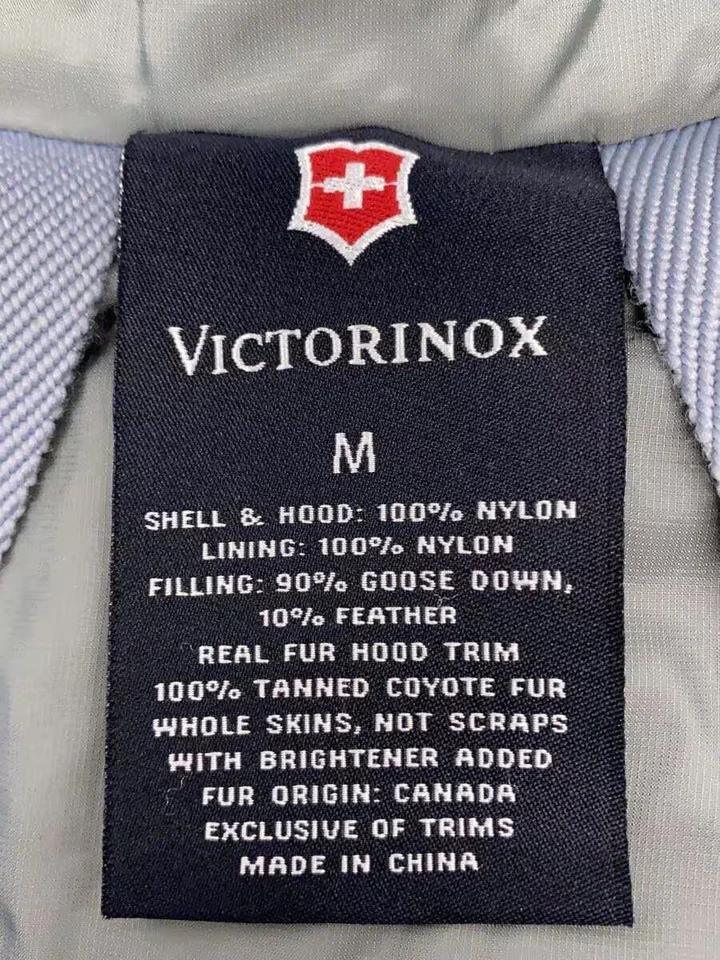 VICTORINOX
M
SHELL & HOOD: 100% NYLON
LINING: 100% NYLON
FILLING: 90% GOOSE DOWN,
10% FEATHER
REAL FUR HOOD TRIM
100% TANNED COYOTE FUR
WHOLE SKINS, NOT SCRAPS
WITH BRIGHTENER ADDED
FUR ORIGIN: CANADA
EXCLUSIVE OF TRIMS
MADE IN CHINA